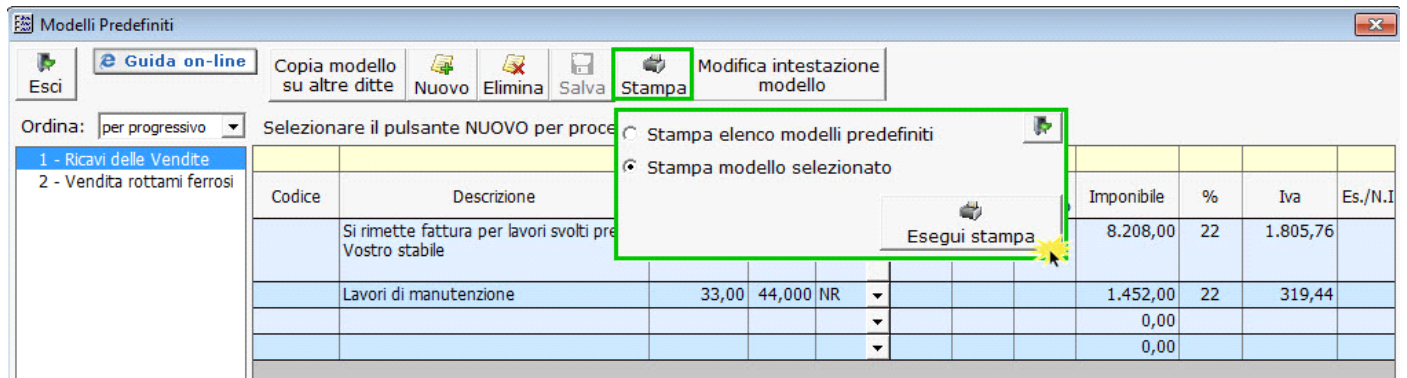 Modelli Predefiniti
Esci
Guida on-line
Copia modello
su altre ditte
Nuovo
Elimina
Salva
Stampa
Modifica intestazione
modello
Ordina: per progressivo
Selezionare il pulsante NUOVO per proce
Stampa elenco modelli predefiniti
Stampa modello selezionato
Esegui stampa
1 - Ricavi delle Vendite
2 - Vendita rottami ferrosi
Codice Descrizione Imponibile % Iva Es./N.I
Si rimette fattura per lavori svolti pre 8.208,00 22 1.805,76
Vostro stabile
Lavori di manutenzione 33,00 44,000 NR 1.452,00 22 319,44
0,00
0,00